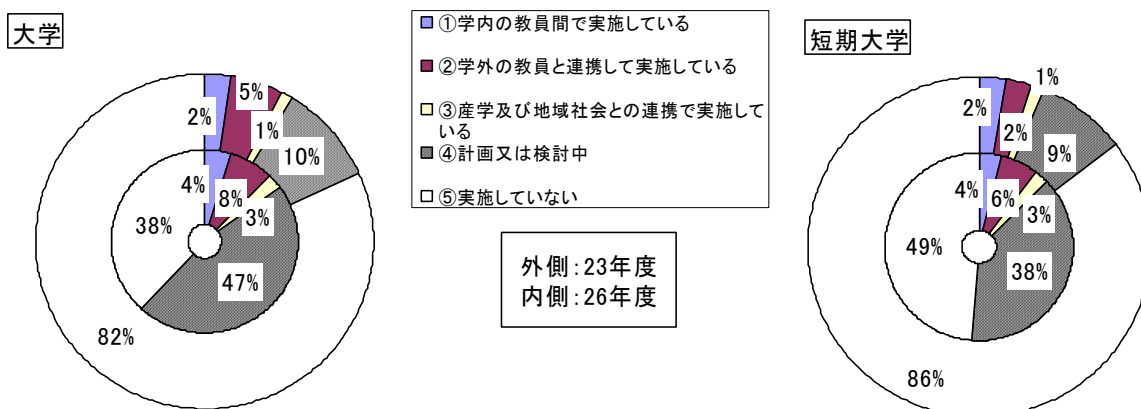 大学
2%
5%
1%
10%
4%
8%
3%
38%
47%
82%
①学内の教員間で実施している
②学外の教員と連携して実施している
③産学及び地域社会との連携で実施して
いる
④計画又は検討中
⑤実施していない
外側:23年度
内側:26年度
短期大学
1%
2%
2%
9%
4%
6%
3%
49%
38%
86%